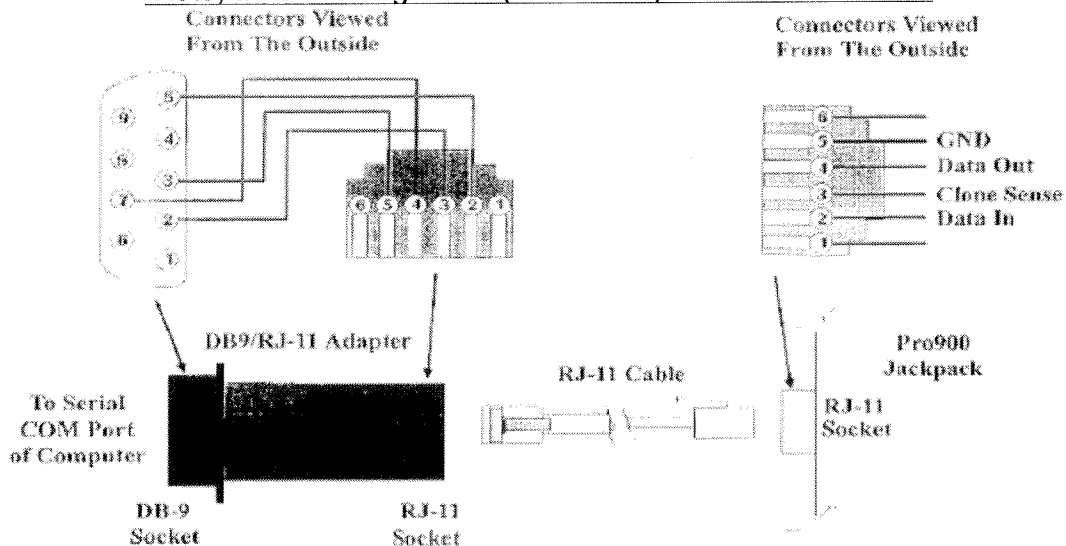 Connectors Viewed
From The Outside
Connectors Viewed
From The Outside
5
9
4
8
3
7
2
6
1
6 5 4 3 2 1
6
5 GND
4 Data Out
3 Clone Sense
2 Data In
1
DB9/RJ-11 Adapter
Pro900
Jackpack
RJ-11 Cable
To Serial
COM Port
of Computer
RJ-11
Socket
DB-9
Socket
RJ-11
Socket